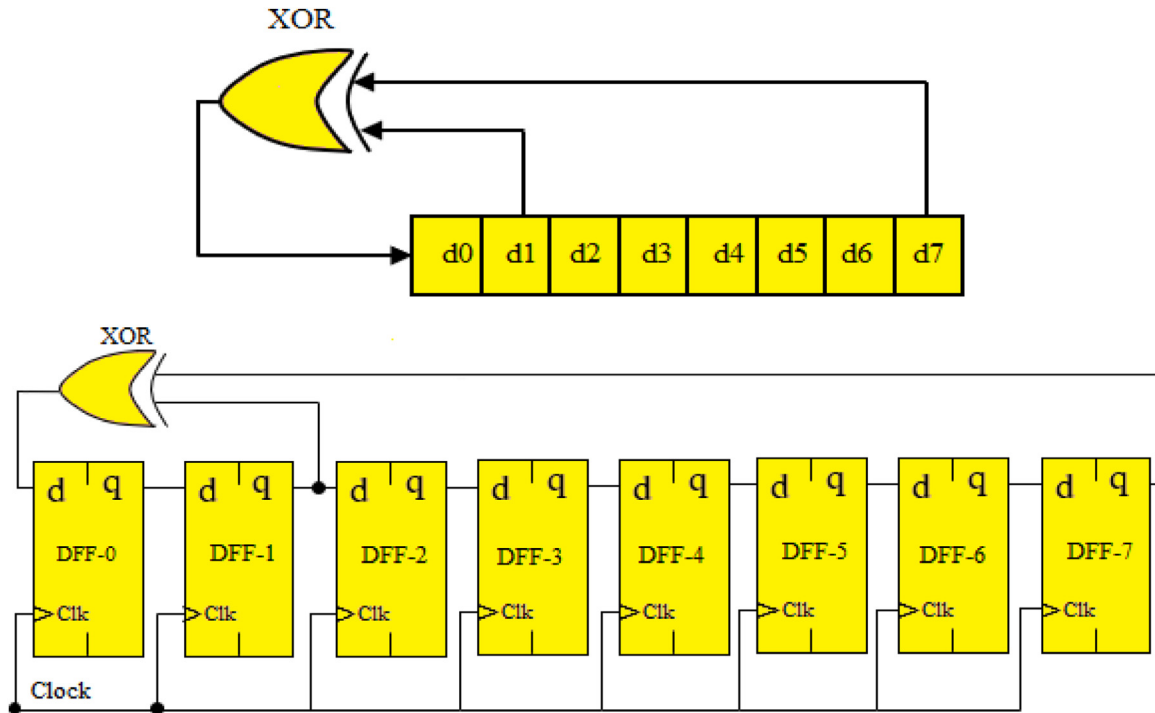 XOR
d0 d1 d2 d3 d4 d5 d6 d7
XOR
d q d q d q d q d q d q d q d q
DFF-0 DFF-1 DFF-2 DFF-3 DFF-4 DFF-5 DFF-6 DFF-7
Clk Clk Clk Clk Clk Clk Clk Clk
Clock